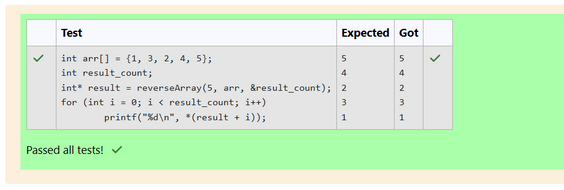 Test Expected Got
int arr[] = {1, 3, 2, 4, 5}; 5 5
int result_count; 4 4
int* result = reverseArray(5, arr, &result_count); 2 2
for (int i = 0; i < result_count; i++) 3 3
printf("%d\n", *(result + i)); 1 1
Passed all tests!